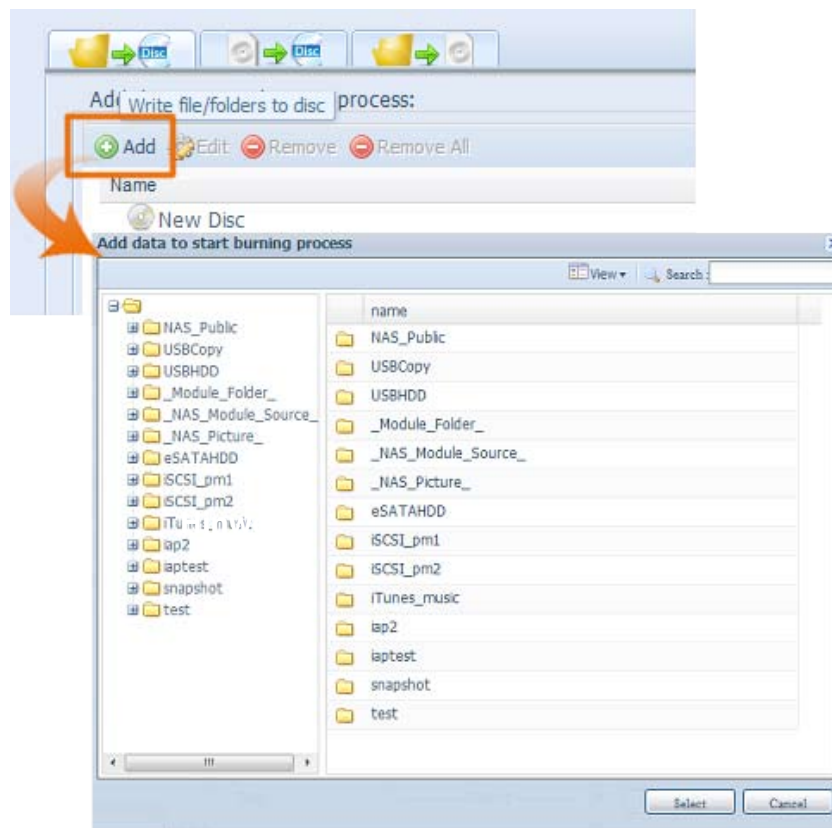 Disc Disc
Add process:
Write file/folders to disc
Add Edit Remove Remove All
Name
New Disc
Add data to start burning process
View Search :
name
NAS_Public
USBCopy
USBHDD
_Module_Folder_
_NAS_Module_Source_
_NAS_Picture_
eSATAHDD
iSCSI_pm1
iSCSI_pm2
iap2
iaptest
snapshot
test
NAS_Public
USBCopy
USBHDD
_Module_Folder_
_NAS_Module_Source_
_NAS_Picture_
eSATAHDD
iSCSI_pm1
iSCSI_pm2
iTunes_music
iap2
iaptest
snapshot
test
Select Cancel